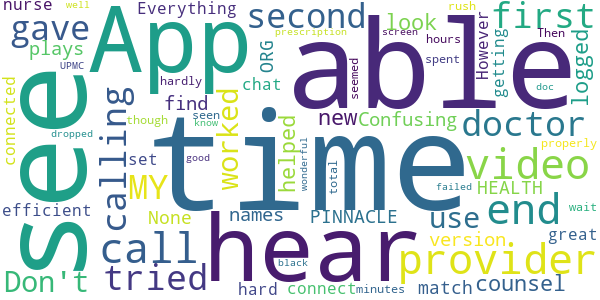 nurse
Everything
rush
well
gave
App
second
able
first
plays
UPMC
ORG
look
However
hours
Then
getting
logged
prescription
screen
spent
doc
see
hardly
chat
seemed
connected
calling
find
time
new
Confusing
doctor
dropped
though
seen
know
worked
helped
wonderful
total
video
properly
set
good
MY
HEALTH
failed
wait
efficient
call
None
names
hear
PINNACLE
use
end
great
Don't
tried
hard
connect
black
minutes
provider
version
match
counsel